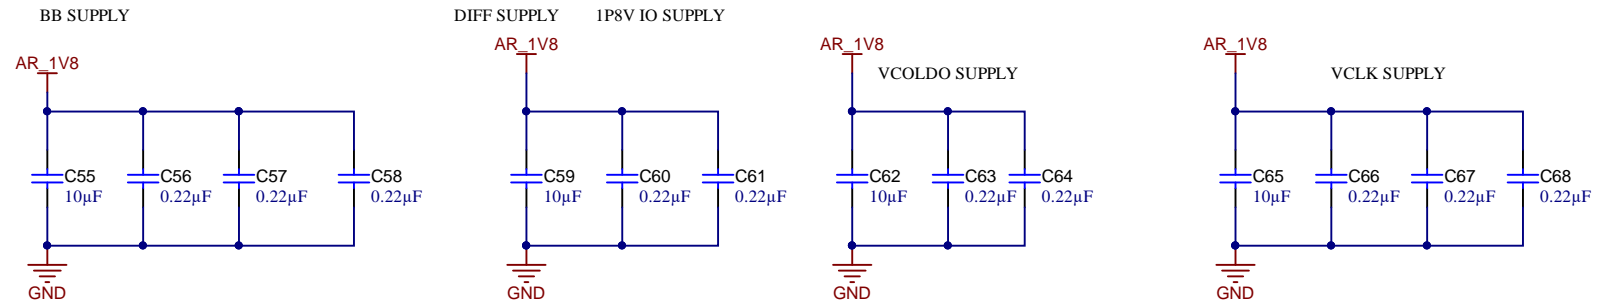 BB SUPPLY
DIFF SUPPLY
1P8V IO SUPPLY
AR_1V8
AR_1V8
AR_1V8
AR_1V8
VCOLDO SUPPLY
VCLK SUPPLY
C55
10µF
C56
0.22µF
C57
0.22µF
C58
0.22µF
C59
10µF
C60
0.22µF
C61
0.22µF
C62
10µF
C63
0.22µF
C64
0.22µF
C65
10µF
C66
0.22µF
C67
0.22µF
C68
0.22µF
GND
GND
GND
GND